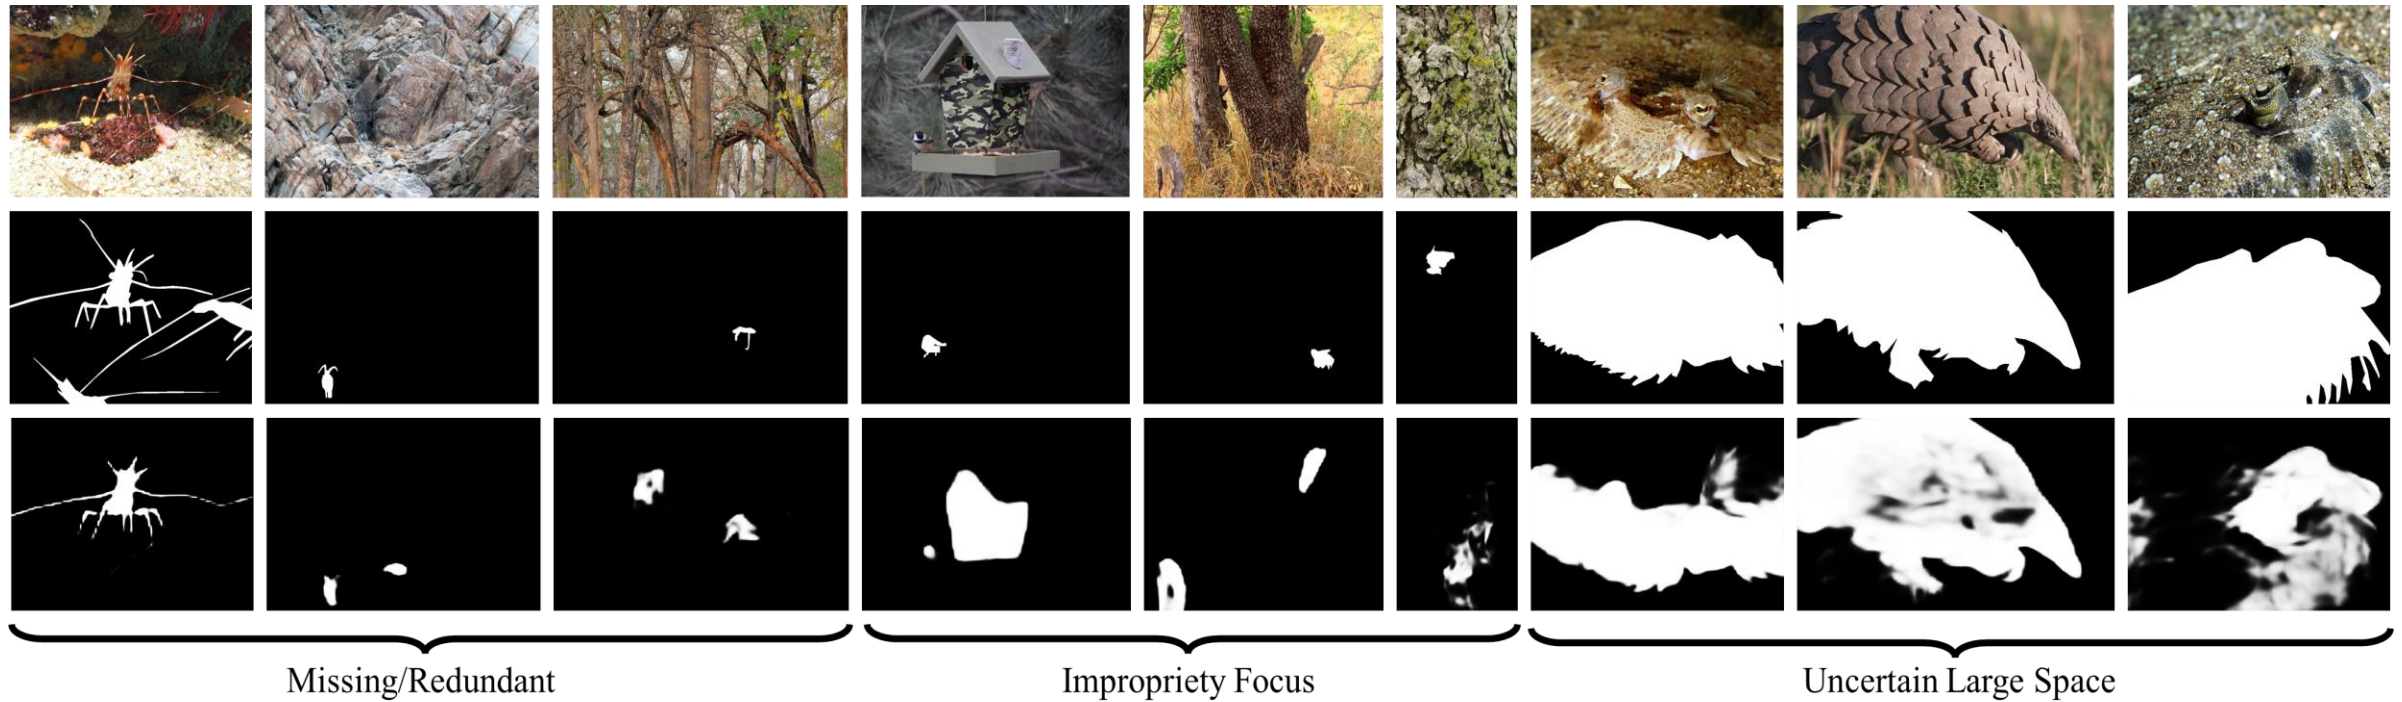 Missing/Redundant
Impropriety Focus
Uncertain Large Space